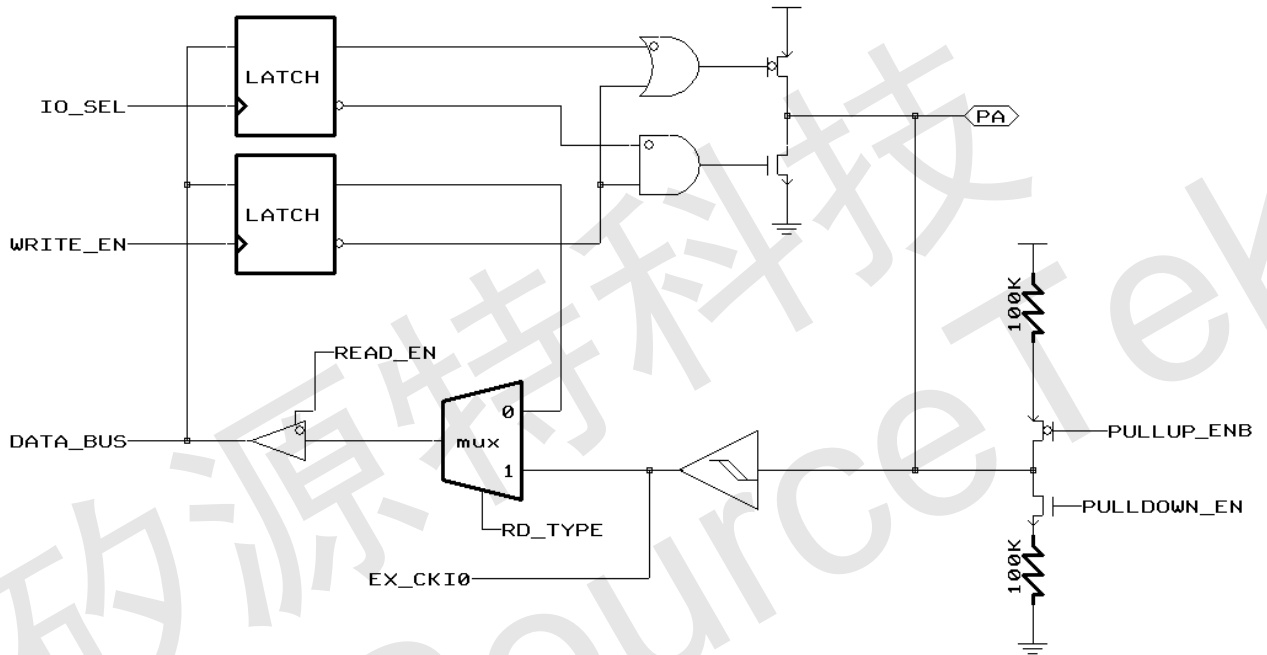 LATCH
IO_SEL
PA
LATCH
WRITE_EN
100K
READ_EN
0
DATA_BUS
mux
PULLUP_ENB
1
PULLDOWN_EN
RD_TYPE
100K
EX_CKI0
矽源特科技
SourceTek